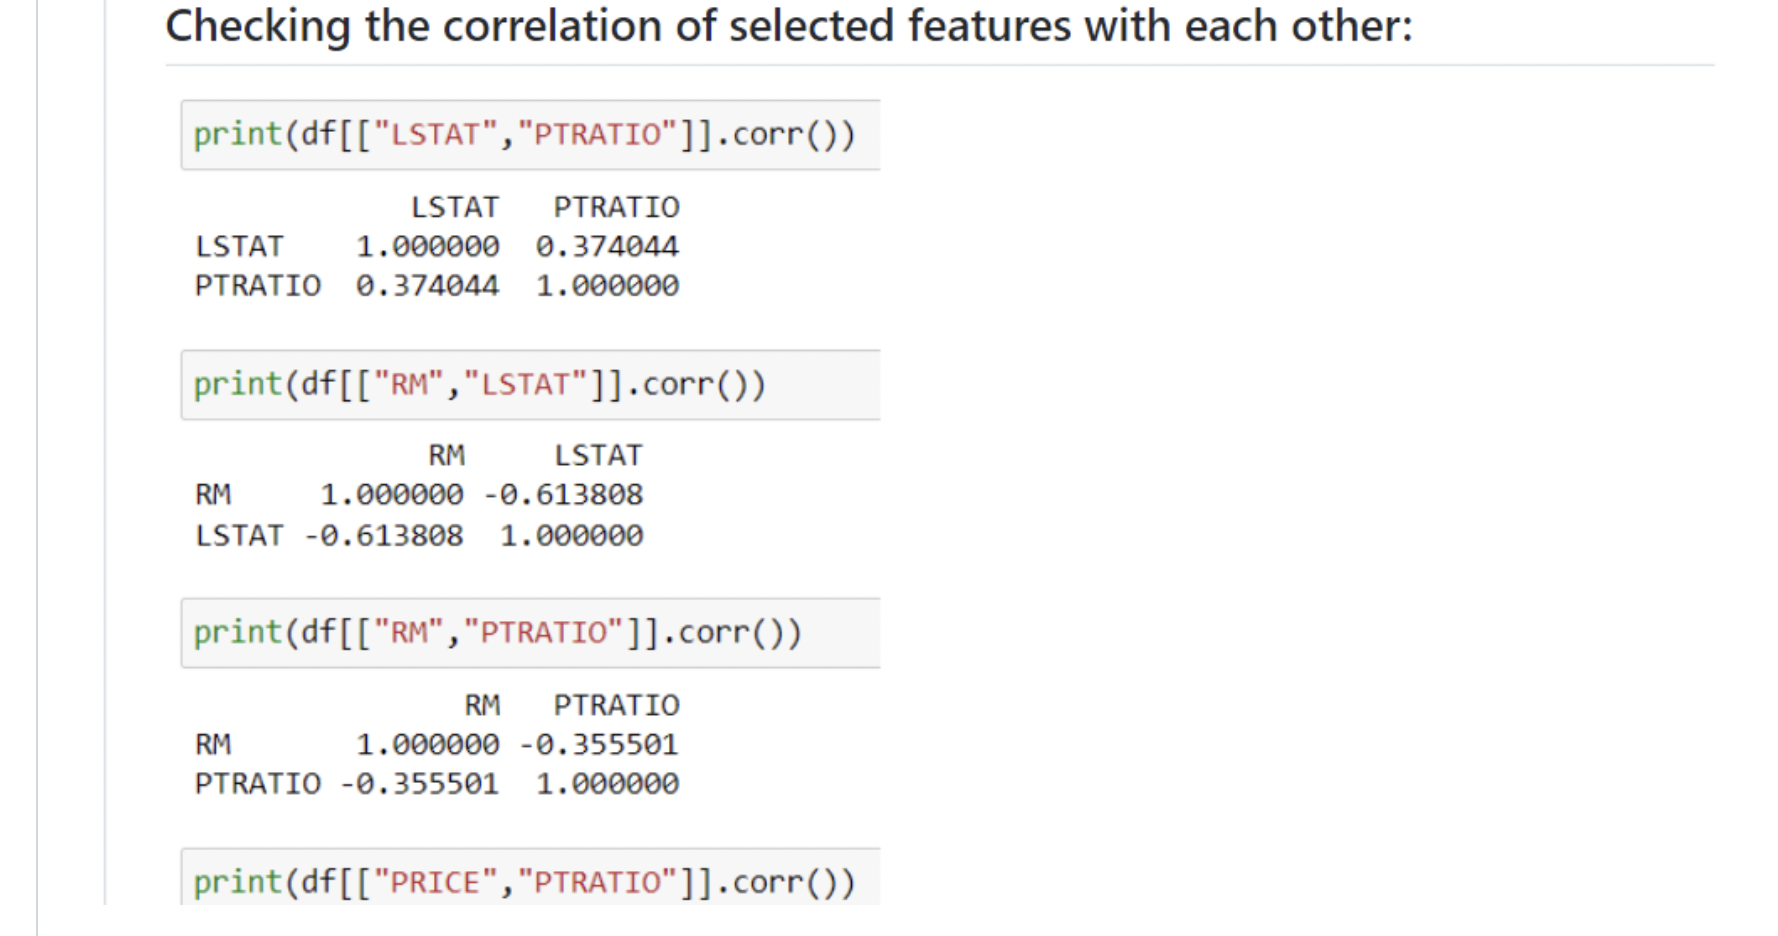 Checking the correlation of selected features with each other:
print(df[["LSTAT","PTRATIO"]].corr())
LSTAT PTRATIO
LSTAT 1.000000 0.374044
PTRATIO 0.374044 1.000000
print(df[["RM","LSTAT"]].corr())
RM LSTAT
RM 1.000000 -0.613808
LSTAT -0.613808 1.000000
print(df[["RM","PTRATIO"]].corr())
RM PTRATIO
RM 1.000000 -0.355501
PTRATIO -0.355501 1.000000
print(df[["PRICE","PTRATIO"]].corr())